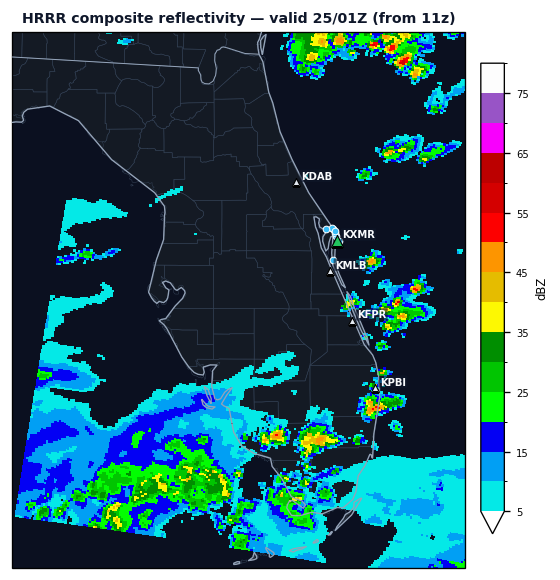 HRRR composite reflectivity — valid 25/01Z (from 11z)
KDAB
KXMR
KMLB
KFPR
KPBI
75
65
55
45
35
25
15
5
dBZ